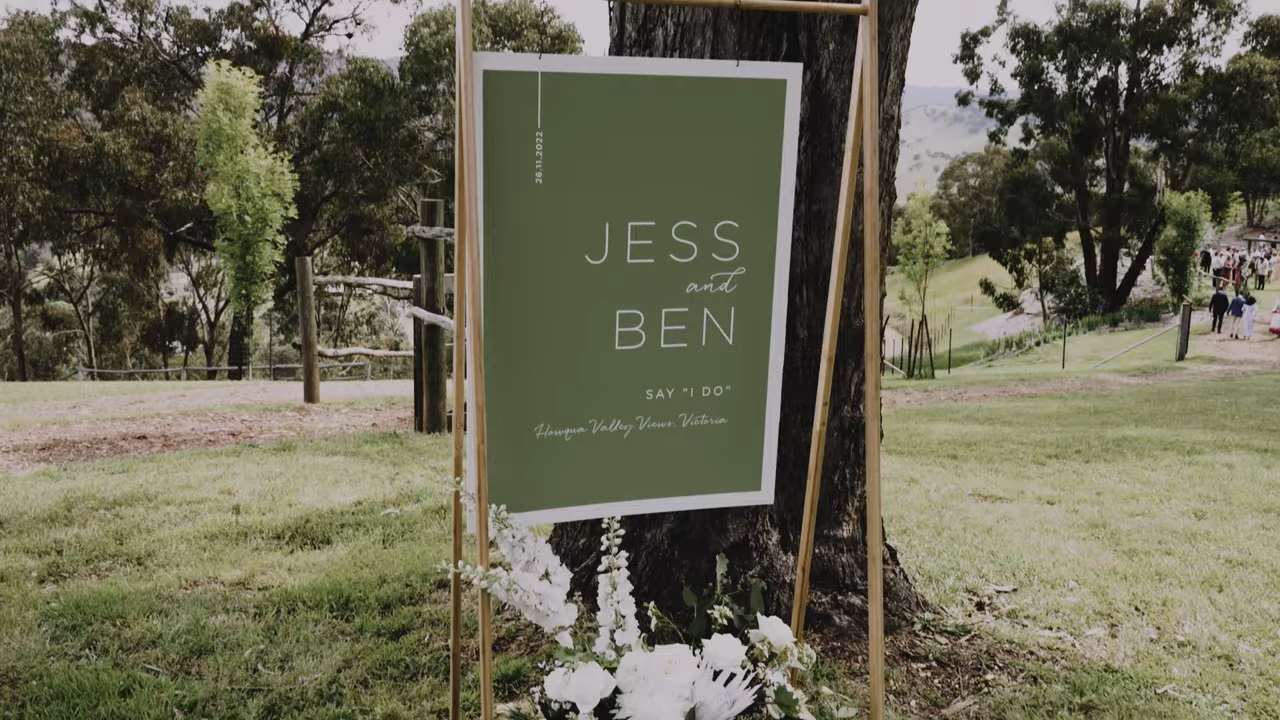 26.11.2022
JESS
and
BEN
SAY "I DO"
Howqua Valley Views, Victoria